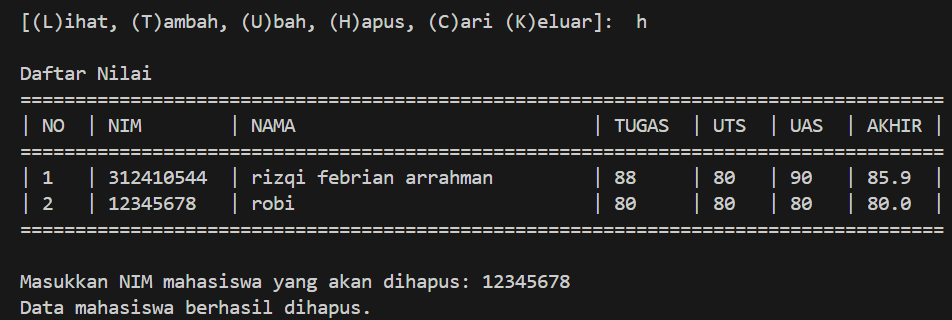 [(L)ihat, (T)ambah, (U)bah, (H)apus, (C)ari (K)eluar]:  h
Daftar Nilai
====================================================================================
| NO  | NIM        | NAMA                           | TUGAS  | UTS  | UAS  | AKHIR |
====================================================================================
| 1   | 312410544  | rizqi febrian arrahman         | 88     | 80   | 90   | 85.9  |
| 2   | 12345678   | robi                           | 80     | 80   | 80   | 80.0  |
====================================================================================
Masukkan NIM mahasiswa yang akan dihapus: 12345678
Data mahasiswa berhasil dihapus.